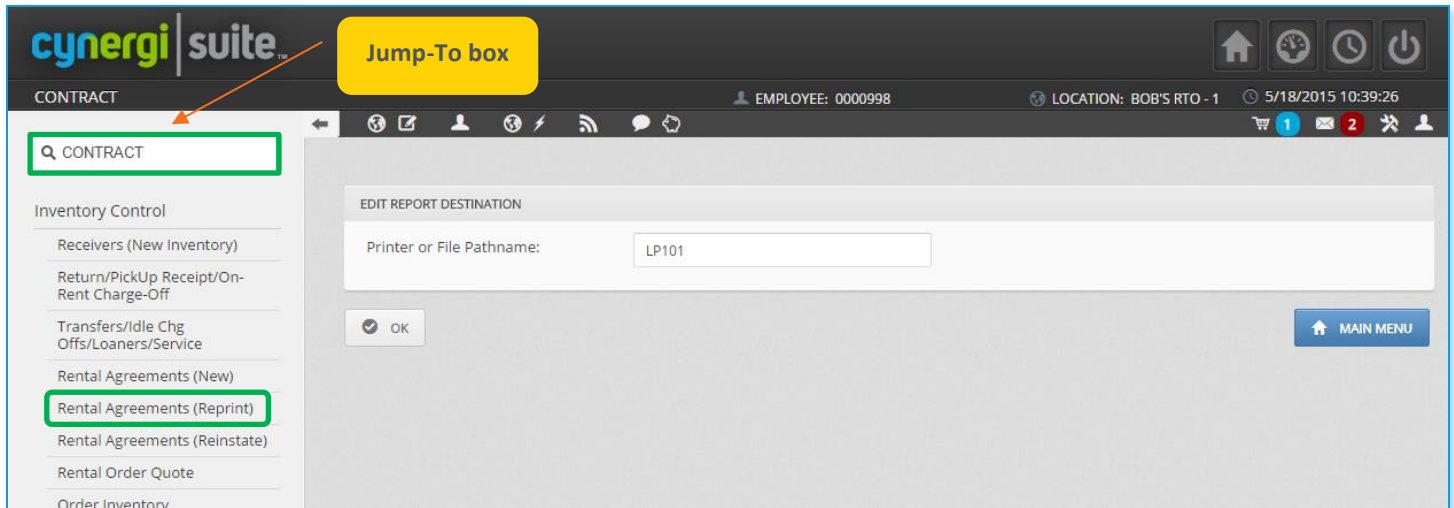 cynergi|suite™
Jump-To box
CONTRACT
EMPLOYEE: 0000998
LOCATION: BOB'S RTO - 1
5/18/2015 10:39:26
1
2
CONTRACT
Inventory Control
Receivers (New Inventory)
Return/PickUp Receipt/On-
Rent Charge-Off
Transfers/Idle Chg
Offs/Loaners/Service
Rental Agreements (New)
Rental Agreements (Reprint)
Rental Agreements (Reinstate)
Rental Order Quote
Order Inventory
EDIT REPORT DESTINATION
Printer or File Pathname:
LP101
OK
MAIN MENU